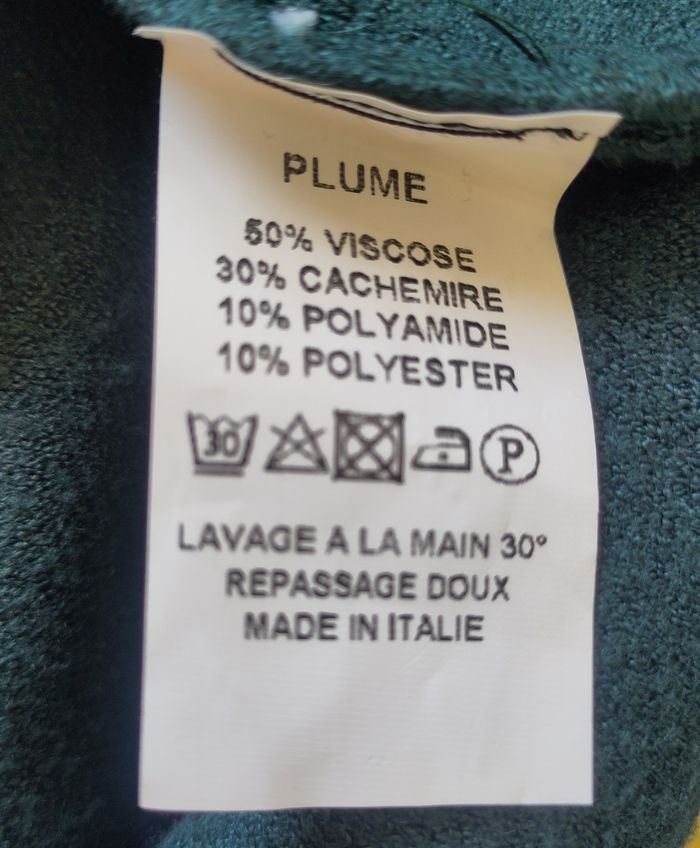 PLUME
50% VISCOSE
30% CACHEMIRE
10% POLYAMIDE
10% POLYESTER
30 P
LAVAGE A LA MAIN 30°
REPASSAGE DOUX
MADE IN ITALIE